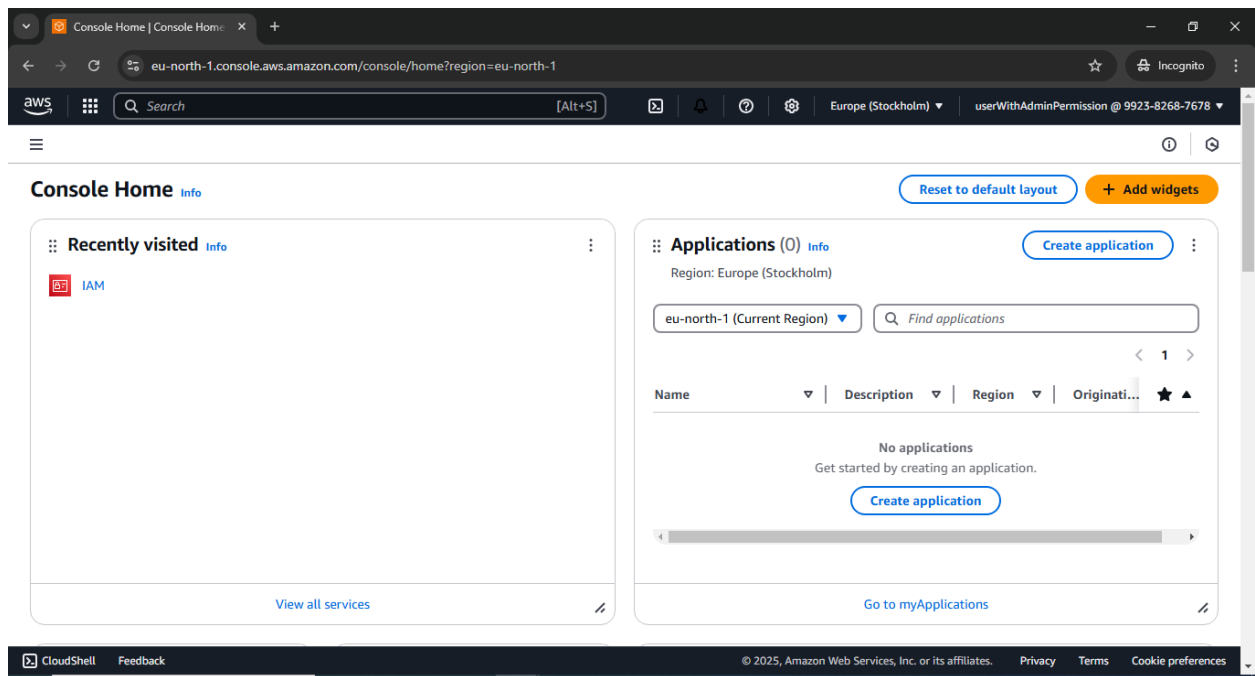 Console Home | Console Home
eu-north-1.console.aws.amazon.com/console/home?region=eu-north-1
Incognito
aws
Search
[Alt+S]
Europe (Stockholm)
userWithAdminPermission @ 9923-8268-7678
Console Home Info
Reset to default layout
+ Add widgets
Recently visited Info
IAM
View all services
Applications (0) Info
Create application
Region: Europe (Stockholm)
eu-north-1 (Current Region)
Find applications
1
Name Description Region Originati...
No applications
Get started by creating an application.
Create application
Go to myApplications
CloudShell Feedback © 2025, Amazon Web Services, Inc. or its affiliates. Privacy Terms Cookie preferences